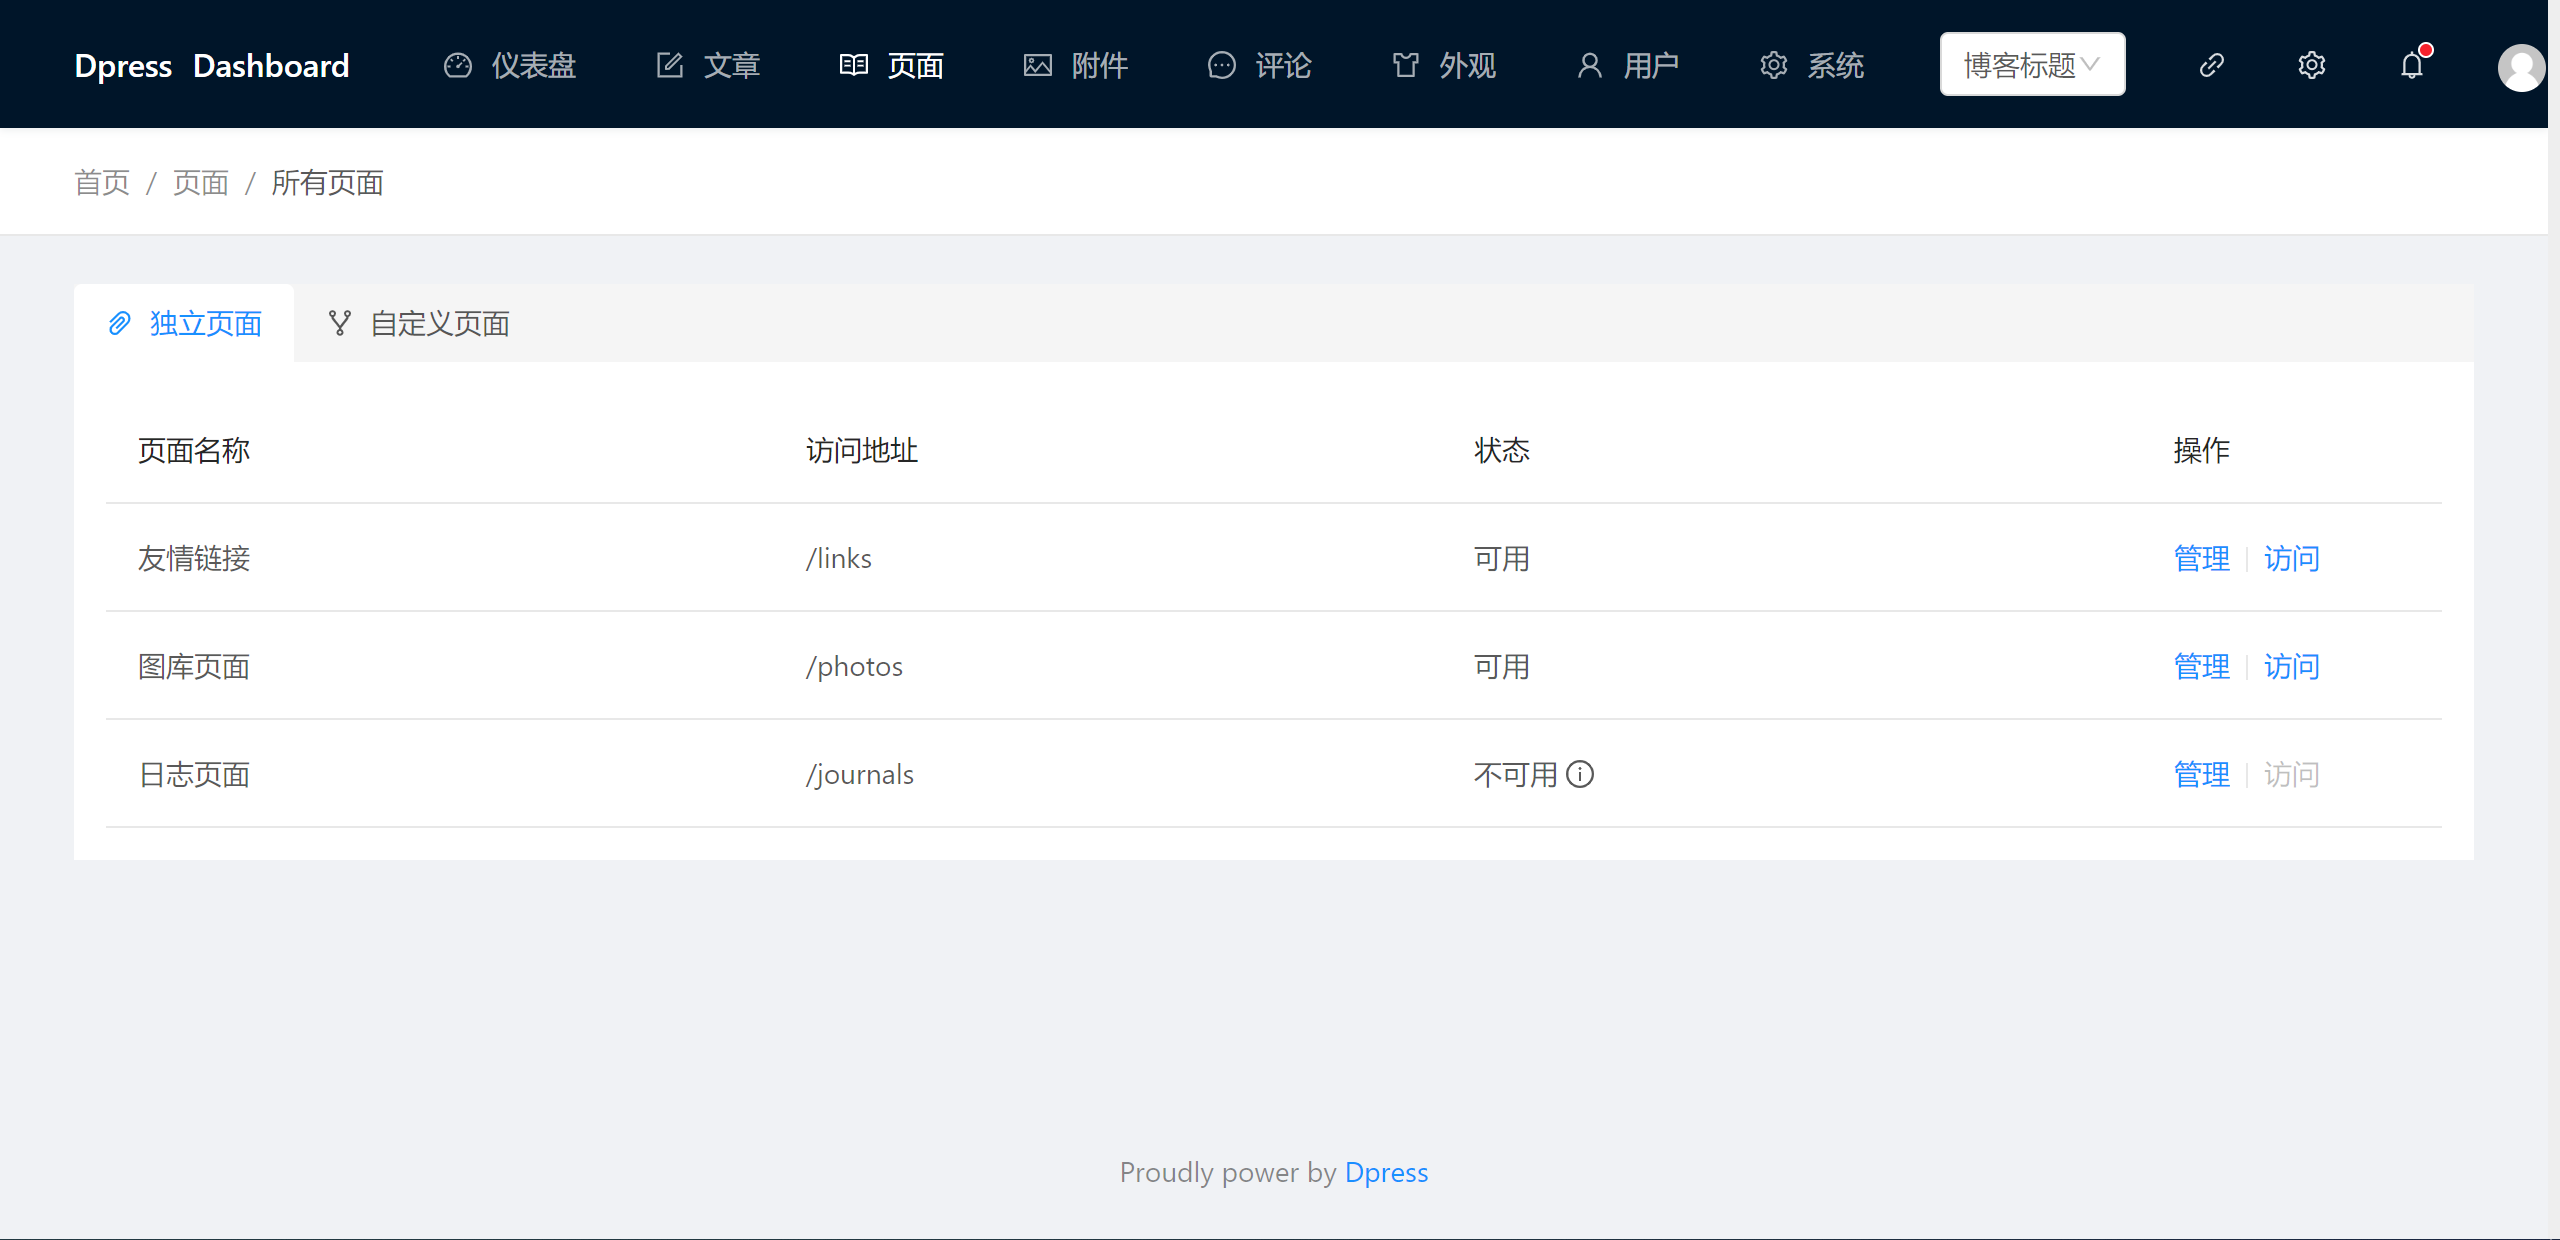 Dpress Dashboard 仪表盘 文章 页面 附件 评论 外观 用户 系统 博客标题
首页 / 页面 / 所有页面
独立页面 自定义页面
页面名称 访问地址 状态 操作
友情链接 /links 可用 管理 访问
图库页面 /photos 可用 管理 访问
日志页面 /journals 不可用 管理 访问
Proudly power by Dpress